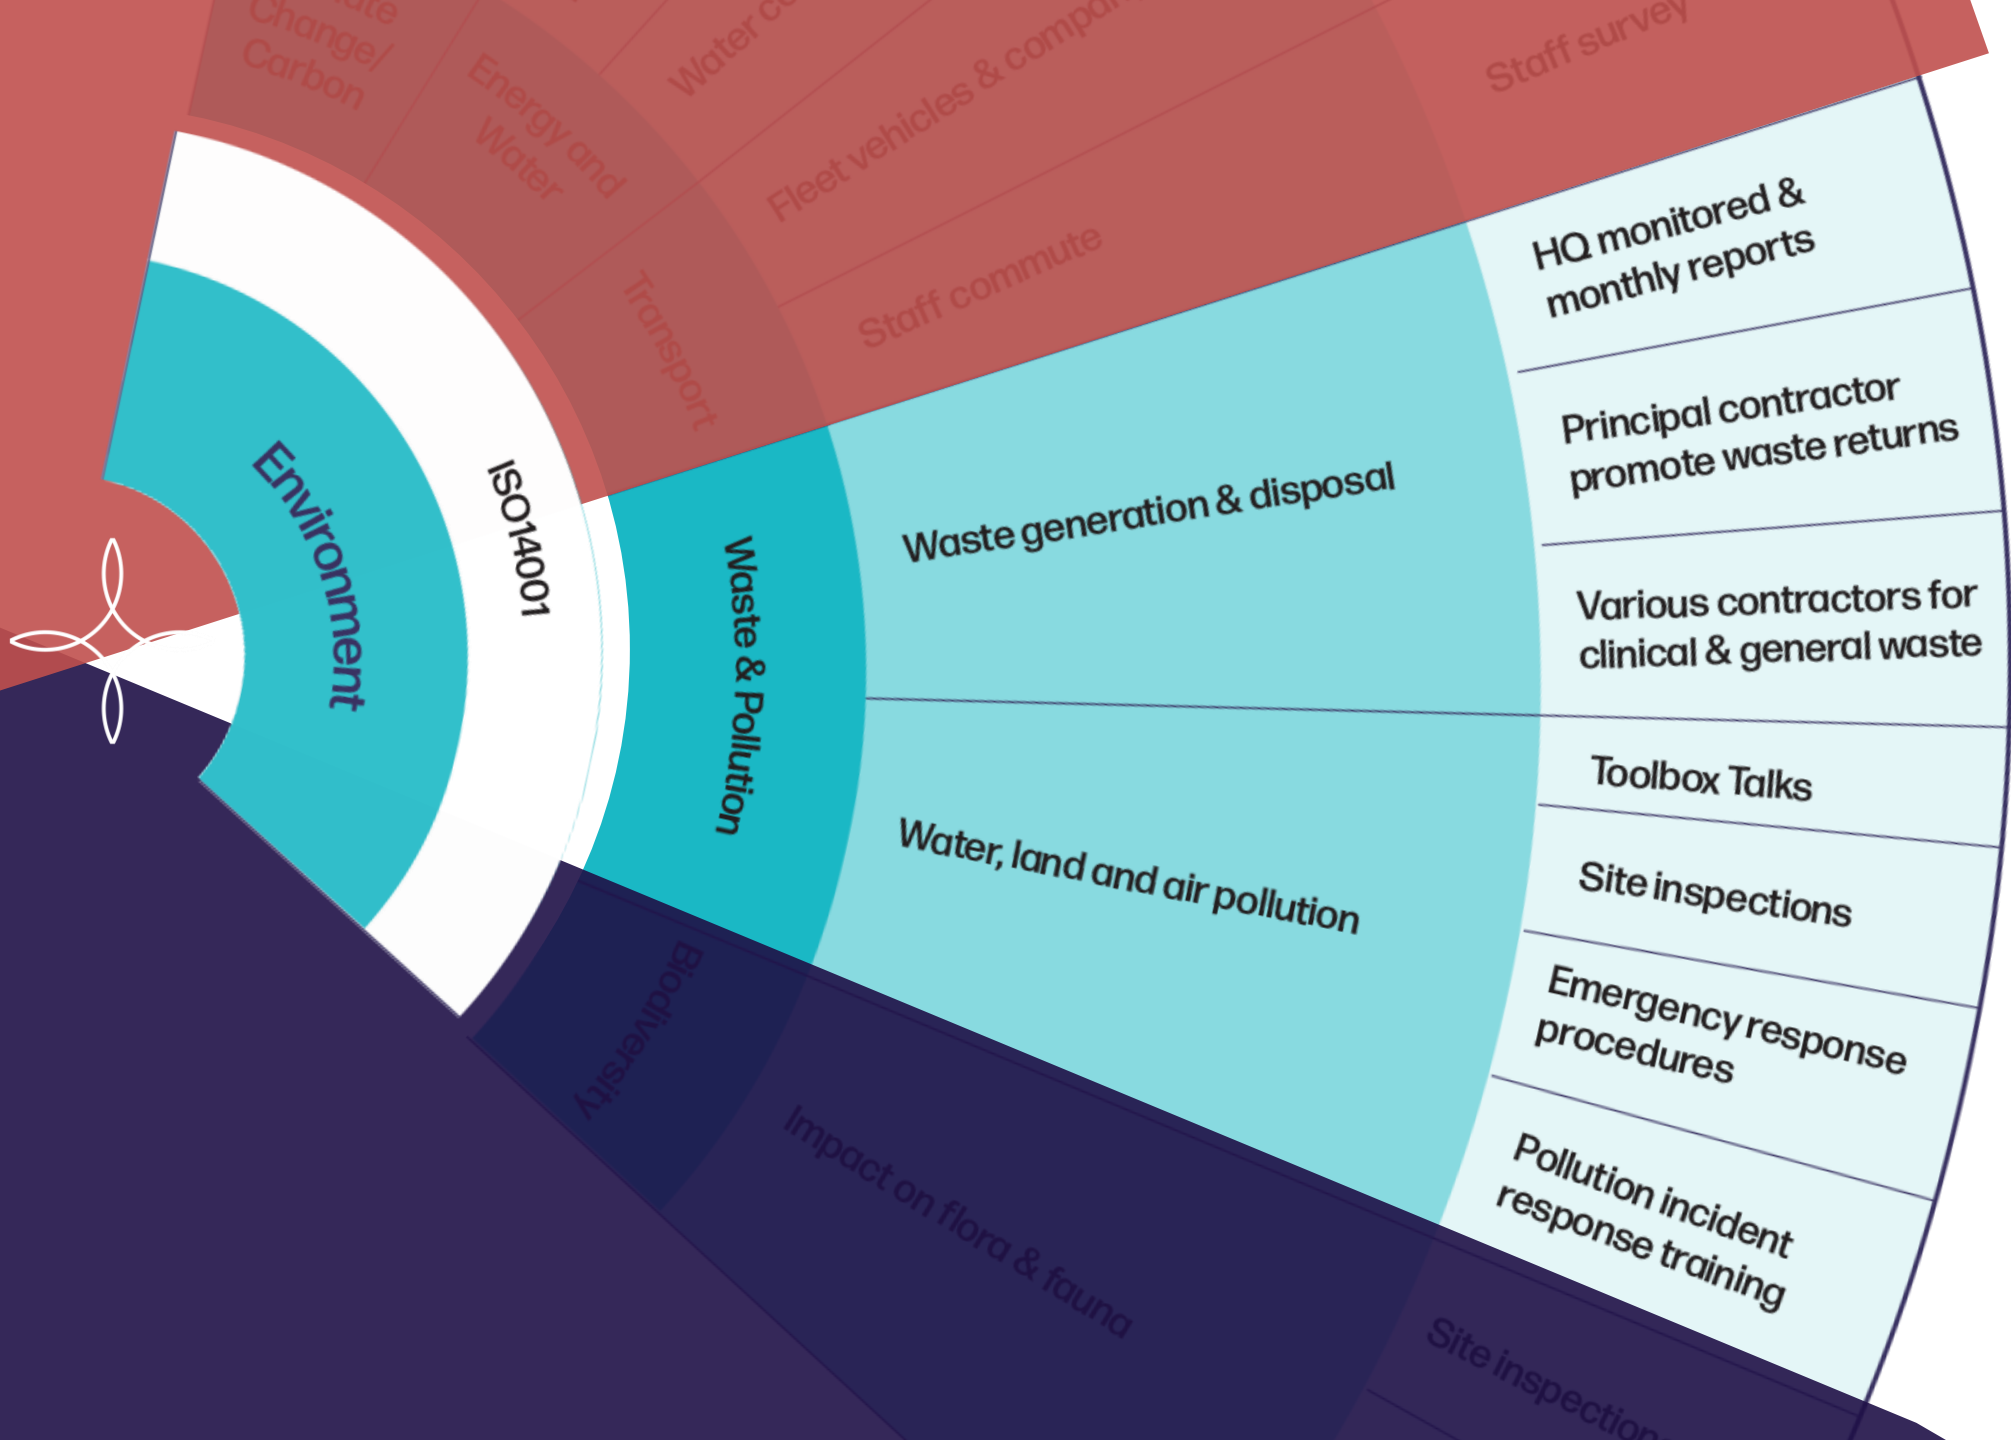 Change/
Carbon
Energy and
Water
Transport
Water
Fleet vehicles &
Staff commute
Staff survey
Environment
ISO14001
Waste & Pollution
Waste generation & disposal
HQ monitored &
monthly reports
Principal contractor
promote waste returns
Various contractors for
clinical & general waste
Water, land and air pollution
Toolbox Talks
Site inspections
Emergency response
procedures
Pollution incident
response training
Biodiversity
Impact on flora & fauna
Site